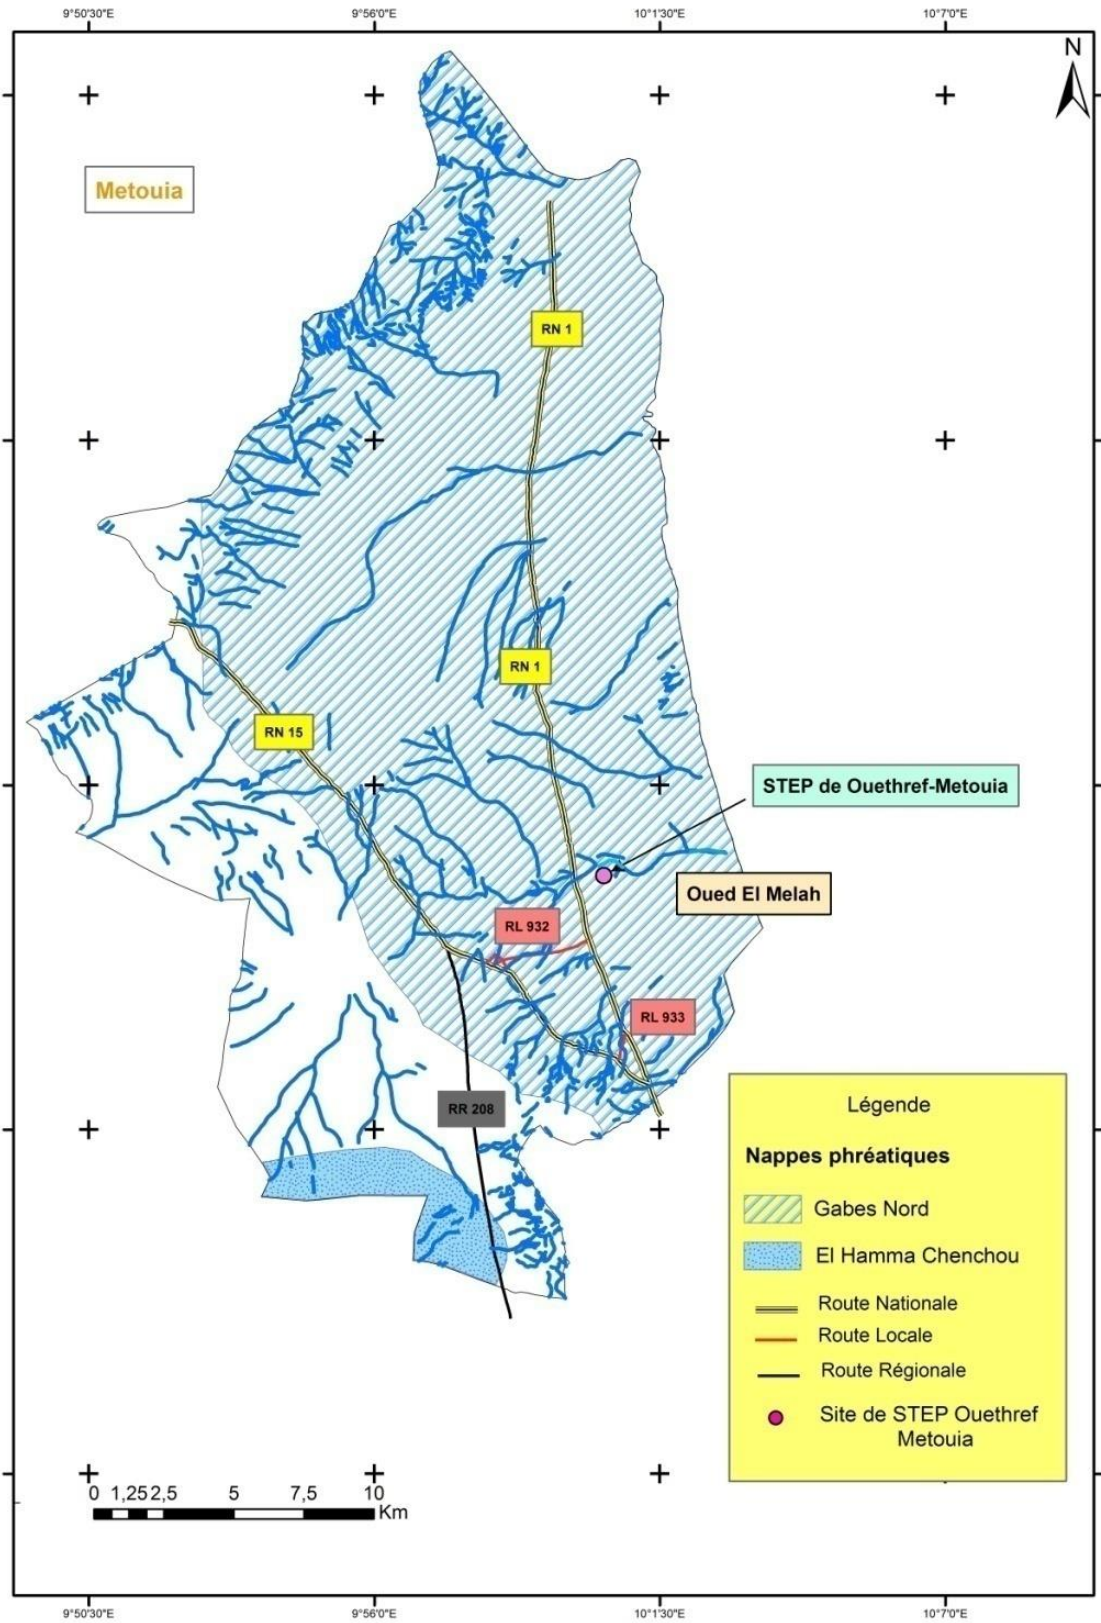 9°50'30"E 9°56'0"E 10°1'30"E 10°7'0"E
N
Metouia
RN 1
RN 1
RN 15
STEP de Ouethref-Metouia
Oued El Melah
RL 932
RL 933
RR 208
Légende
Nappes phréatiques
Gabes Nord
El Hamma Chenchou
Route Nationale
Route Locale
Route Régionale
Site de STEP Ouethref
Metouia
0 1,25 2,5 5 7,5 10
Km
9°50'30"E 9°56'0"E 10°1'30"E 10°7'0"E